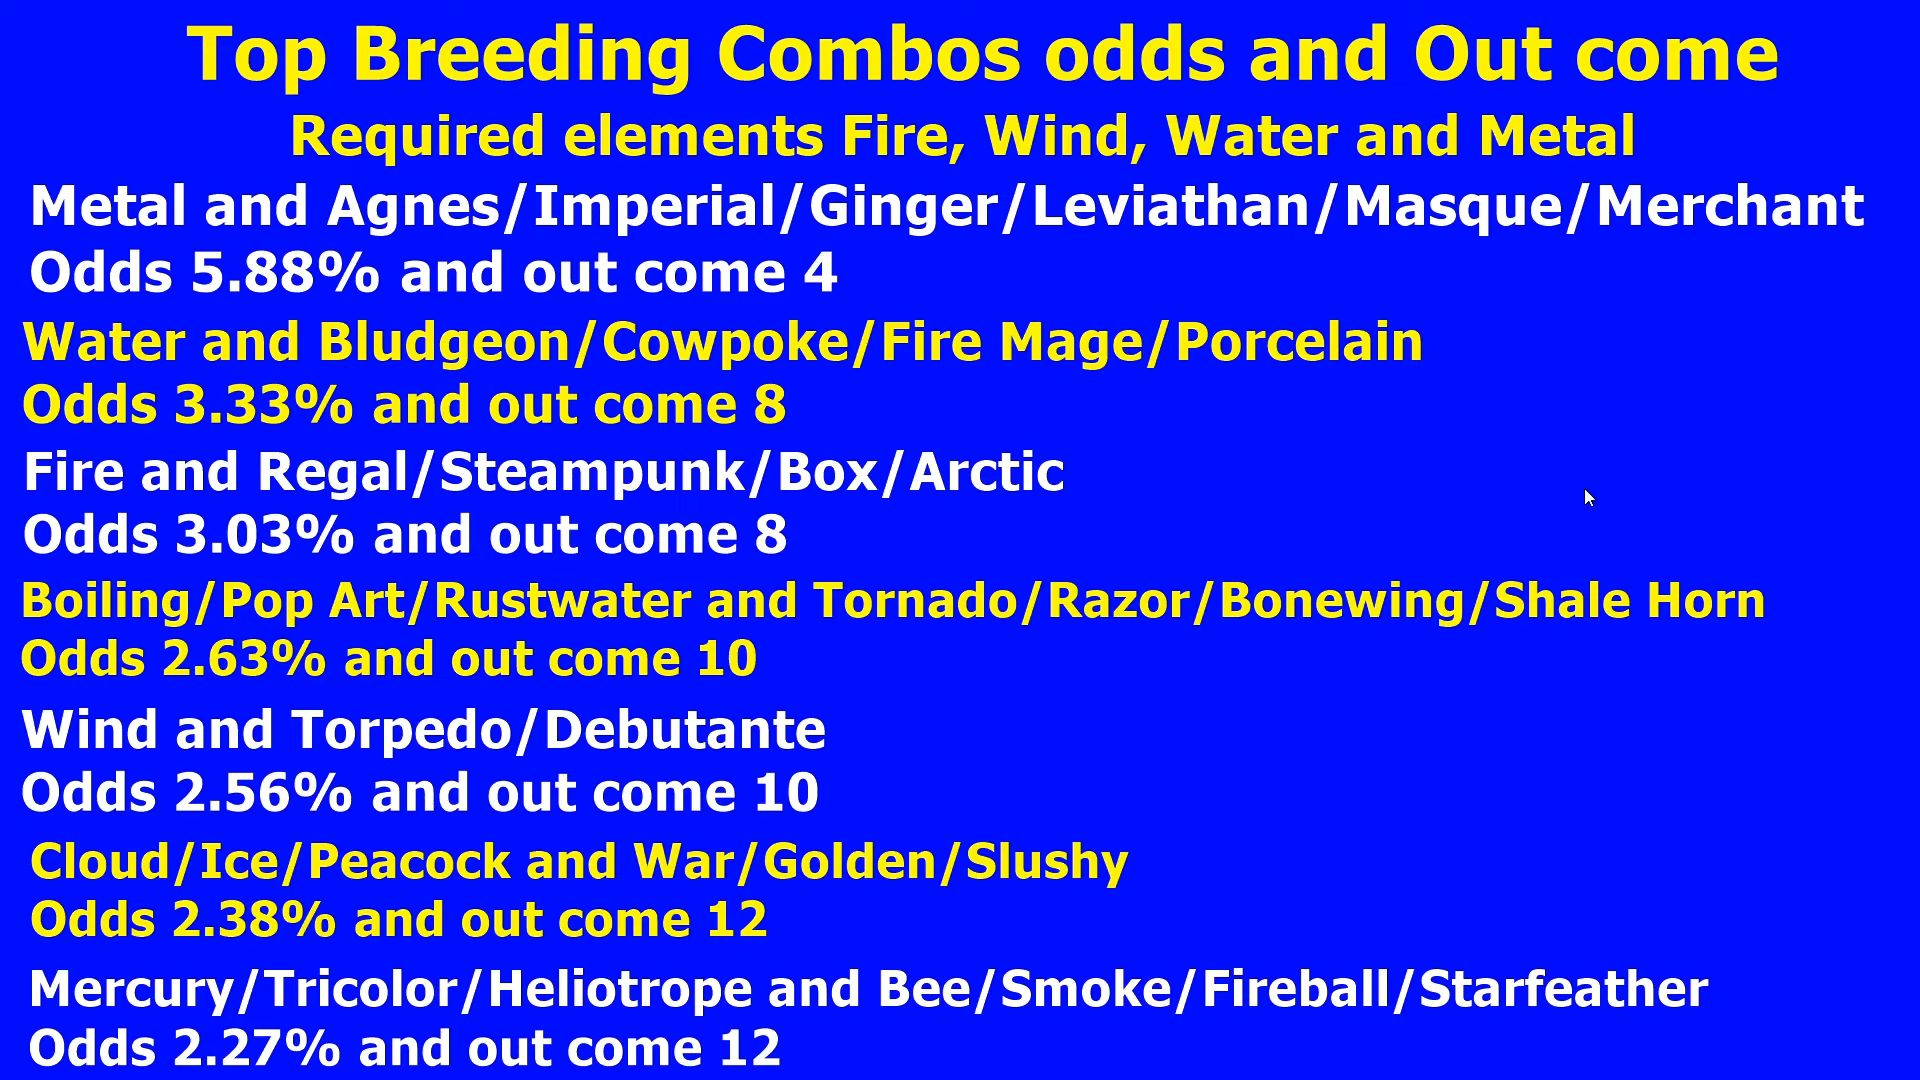 Top Breeding Combos odds and Out come
Required elements Fire, Wind, Water and Metal
Metal and Agnes/Imperial/Ginger/Leviathan/Masque/Merchant
Odds 5.88% and out come 4
Water and Bludgeon/Cowpoke/Fire Mage/Porcelain
Odds 3.33% and out come 8
Fire and Regal/Steampunk/Box/Arctic
Odds 3.03% and out come 8
Boiling/Pop Art/Rustwater and Tornado/Razor/Bonewing/Shale Horn
Odds 2.63% and out come 10
Wind and Torpedo/Debutante
Odds 2.56% and out come 10
Cloud/Ice/Peacock and War/Golden/Slushy
Odds 2.38% and out come 12
Mercury/Tricolor/Heliotrope and Bee/Smoke/Fireball/Starfeather
Odds 2.27% and out come 12